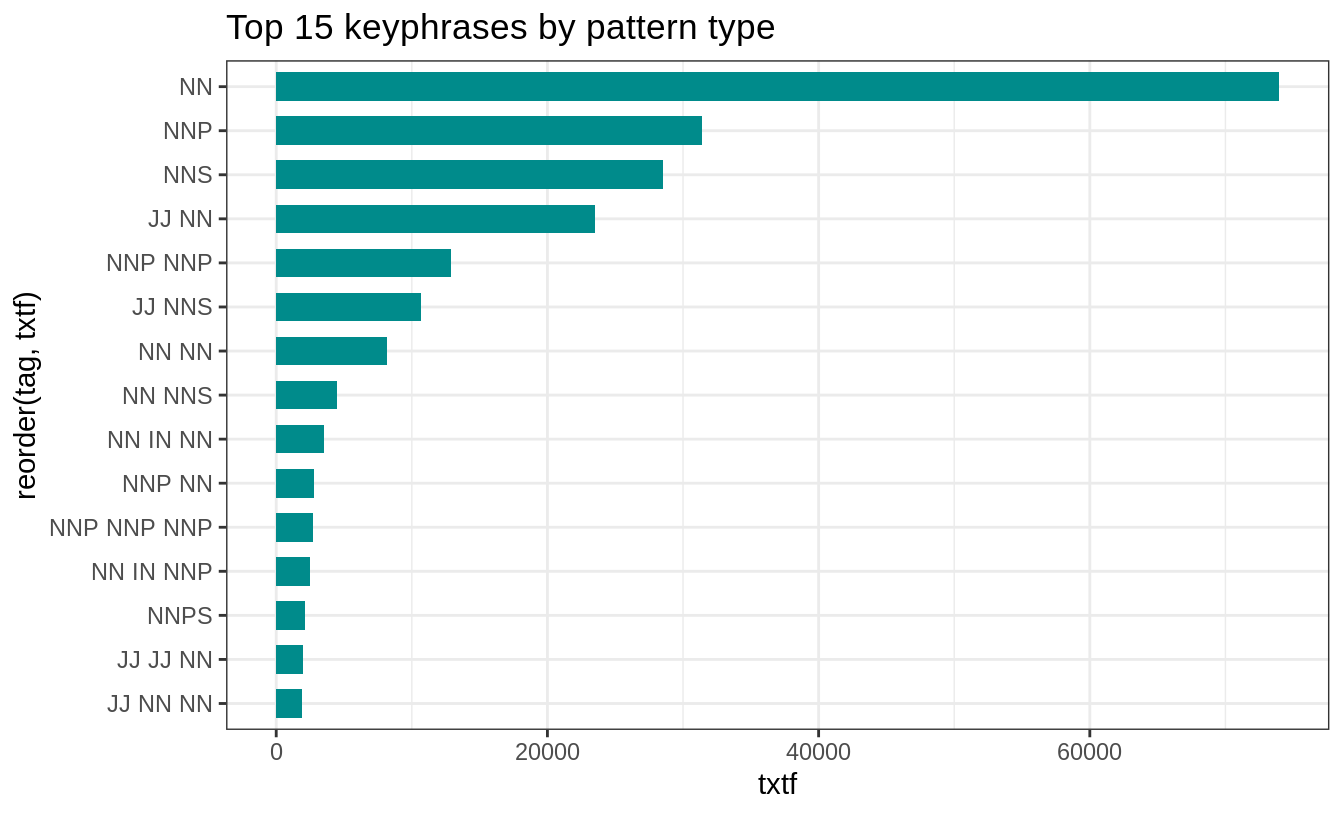 Top 15 keyphrases by pattern type
NN
NNP
NNS
JJ NN
NNP NNP
JJ NNS
NN NN
NN NNS
NN IN NN
NNP NN
NNP NNP NNP
NN IN NNP
NNPS
JJ JJ NN
JJ NN NN
reorder(tag, txtf)
0 20000 40000 60000
txtf